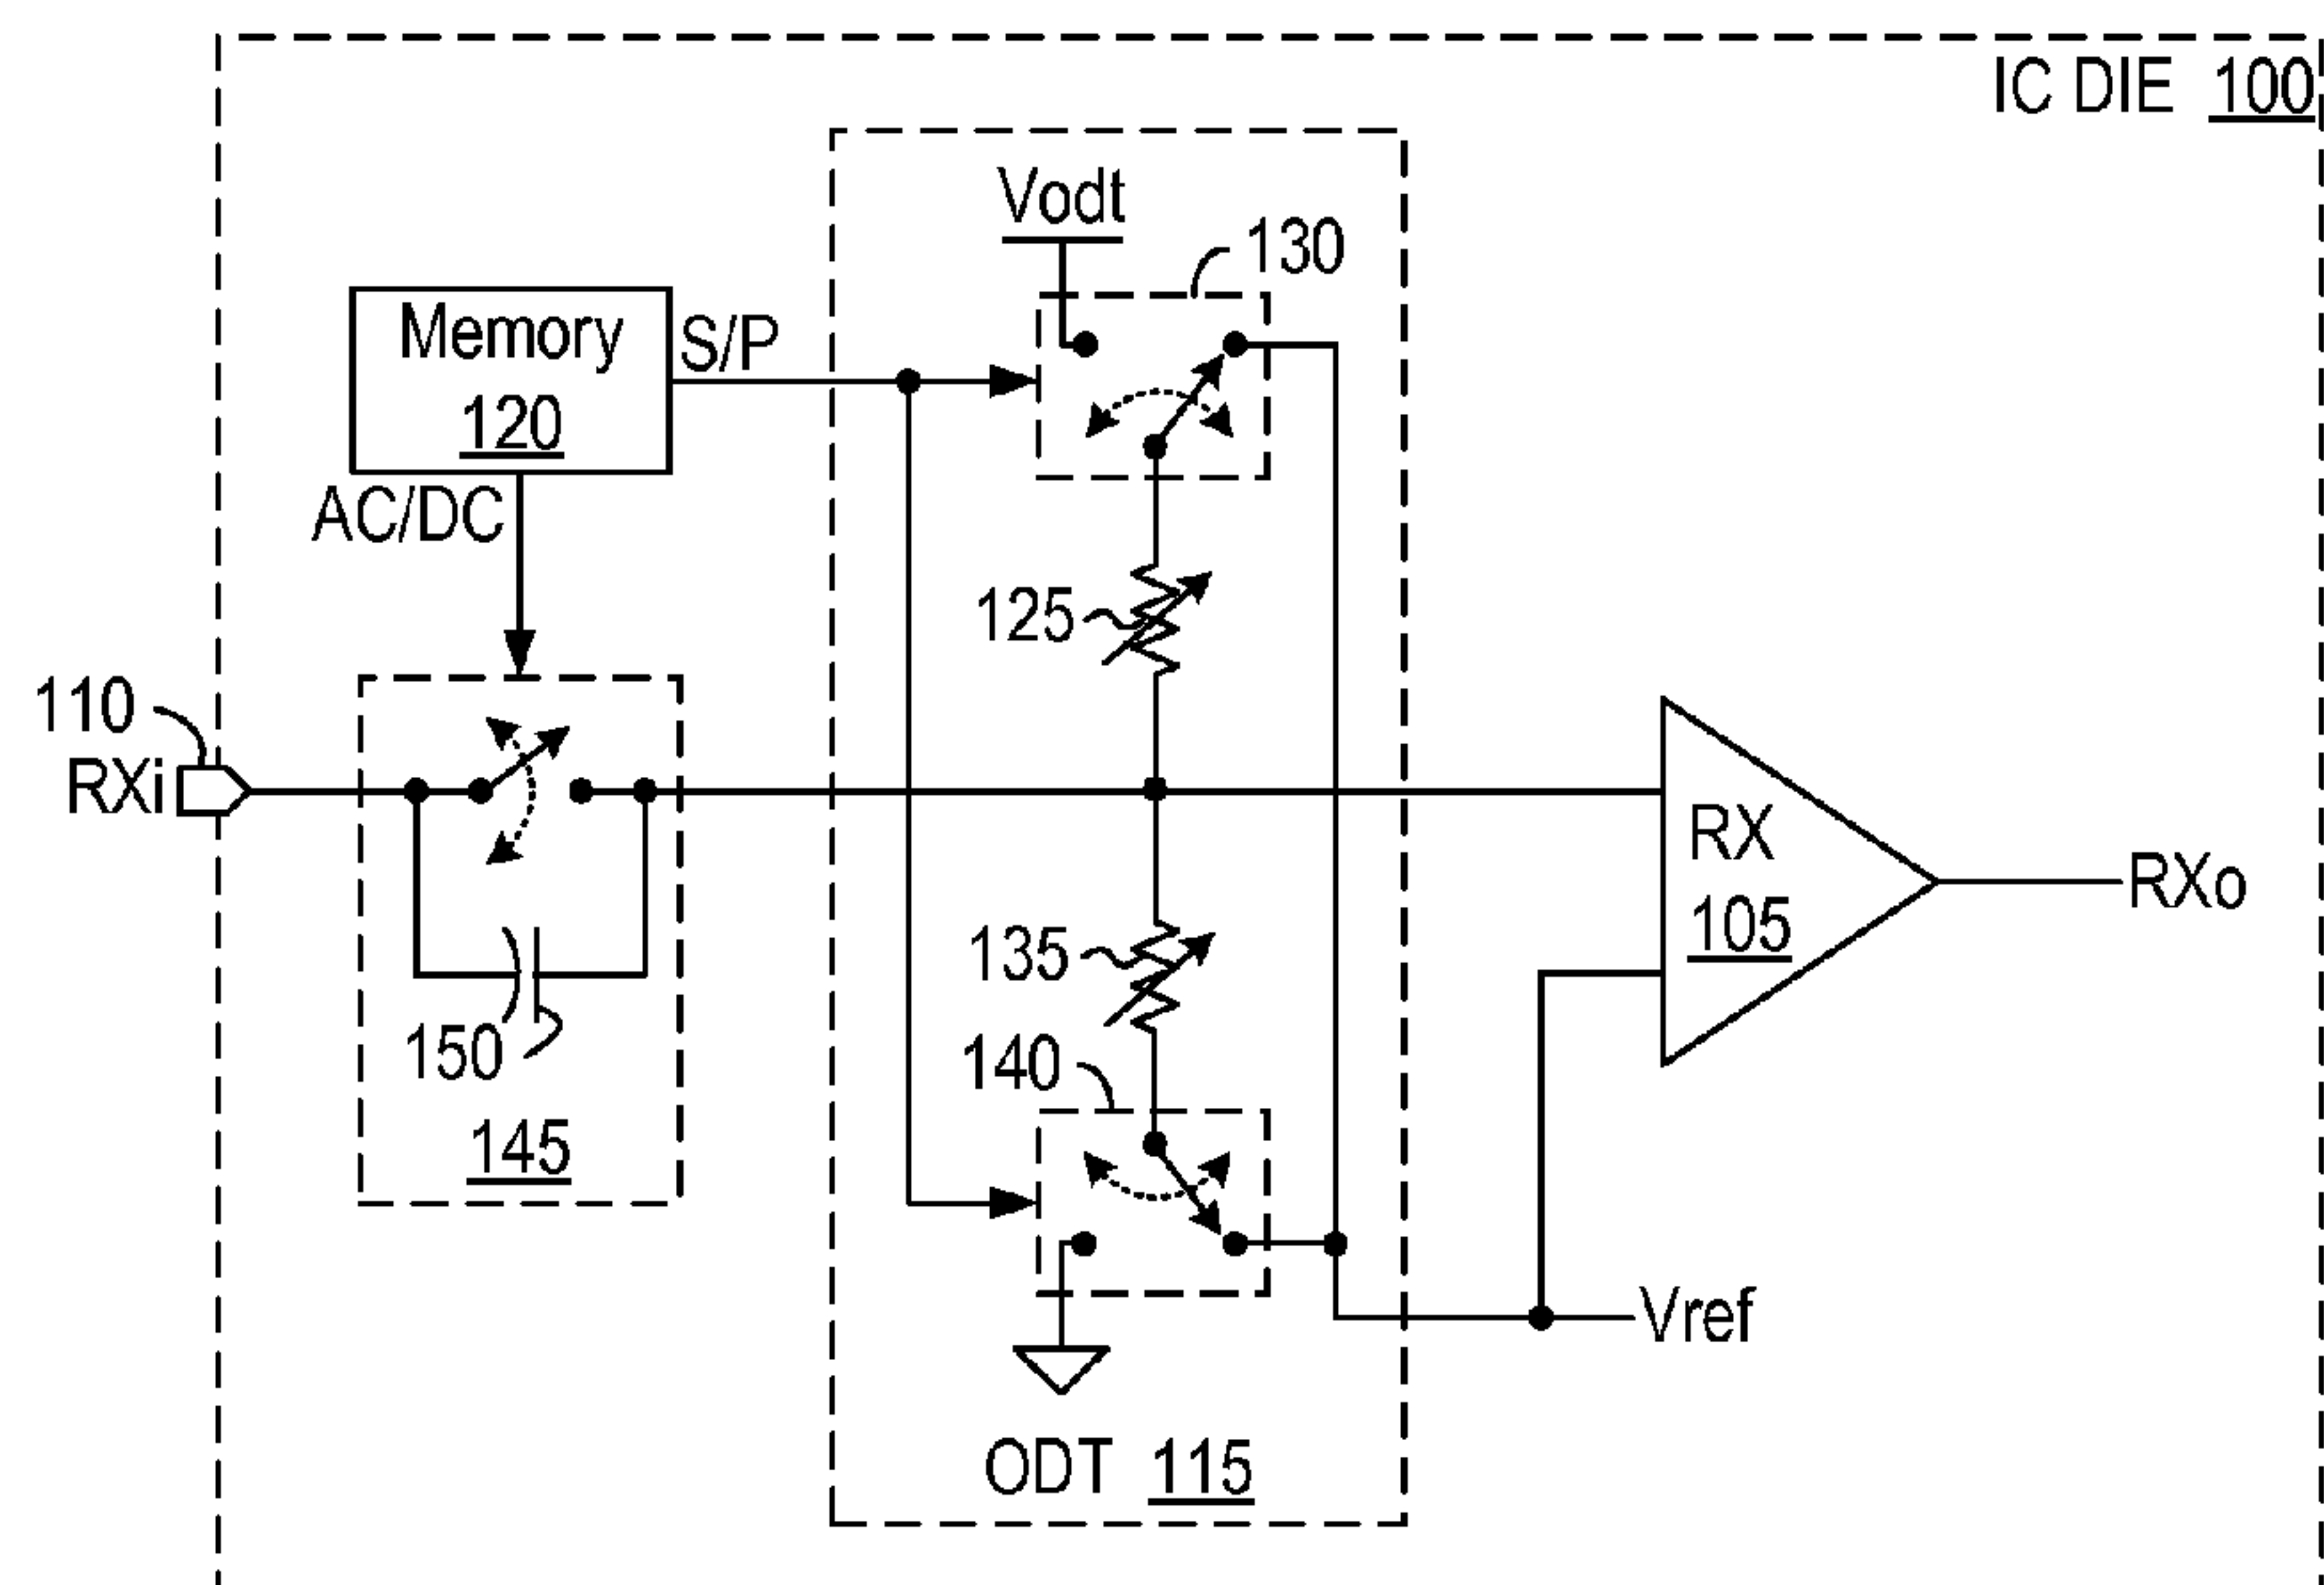 IC DIE 100
Vodt
130
Memory
120
S/P
AC/DC
125
110
RXi
RX
105
RXo
135
150
140
145
Vref
ODT 115